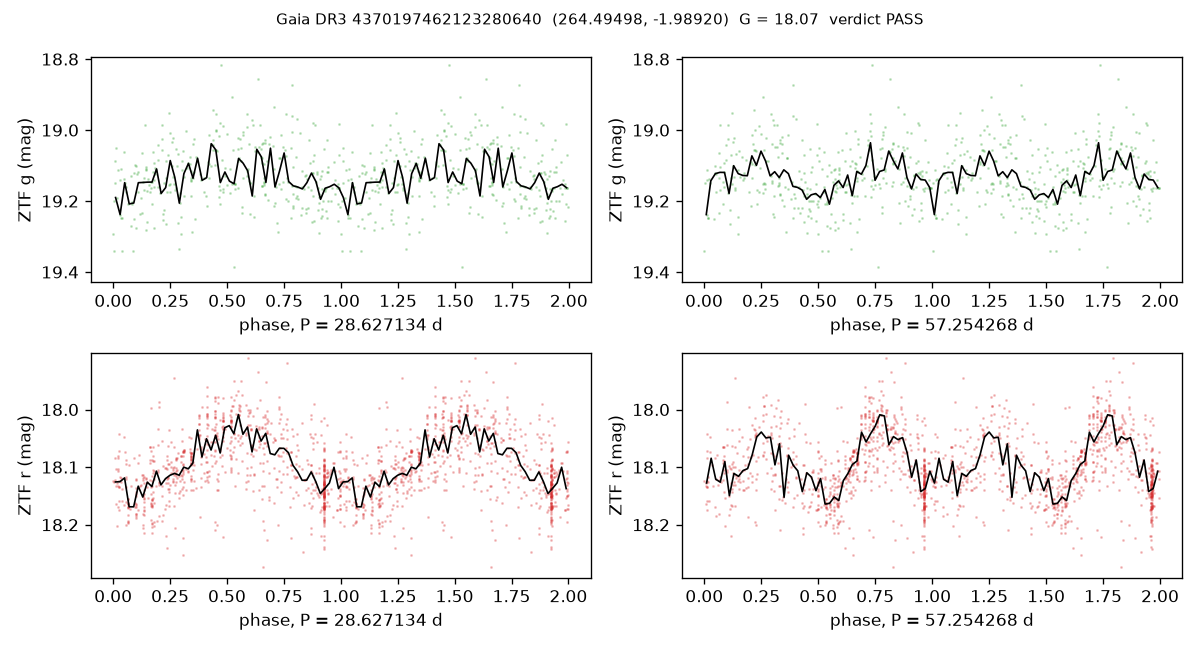 Gaia DR3 4370197462123280640 (264.49498, -1.98920) G = 18.07 verdict PASS
18.8
19.0
19.2
19.4
ZTF g (mag)
0.00 0.25 0.50 0.75 1.00 1.25 1.50 1.75 2.00
phase, P = 28.627134 d
18.8
19.0
19.2
19.4
ZTF g (mag)
0.00 0.25 0.50 0.75 1.00 1.25 1.50 1.75 2.00
phase, P = 57.254268 d
18.0
18.1
18.2
ZTF r (mag)
0.00 0.25 0.50 0.75 1.00 1.25 1.50 1.75 2.00
phase, P = 28.627134 d
18.0
18.1
18.2
ZTF r (mag)
0.00 0.25 0.50 0.75 1.00 1.25 1.50 1.75 2.00
phase, P = 57.254268 d